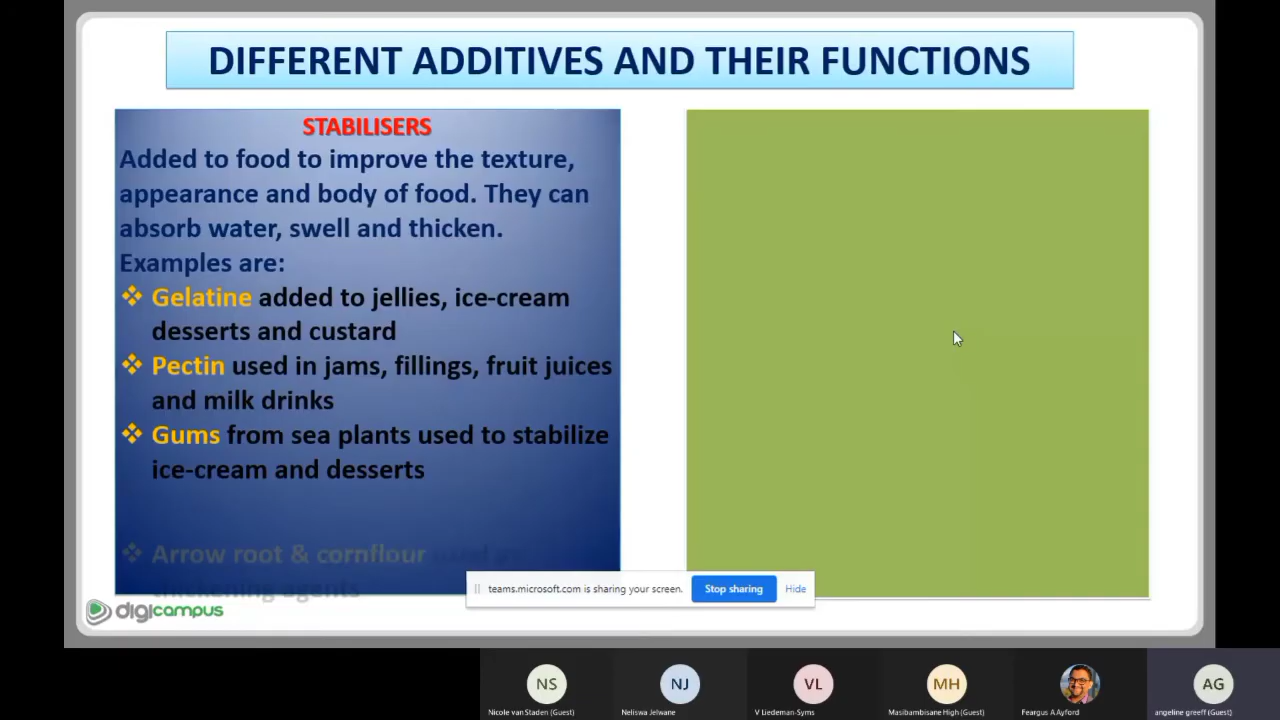 DIFFERENT ADDITIVES AND THEIR FUNCTIONS
STABILISERS
Added to food to improve the texture,
appearance and body of food. They can
absorb water, swell and thicken.
Examples are:
❖ Gelatine added to jellies, ice-cream
desserts and custard
❖ Pectin used in jams, fillings, fruit juices
and milk drinks
❖ Gums from sea plants used to stabilize
ice-cream and desserts
❖ Arrow root & cornflour used as
thickening agents
teams.microsoft.com is sharing your screen.
Stop sharing
Hide
digicampus
NS
NJ
VL
MH
AG
Nicole van Staden (Guest)
Neliswa Jelwane
V Liedeman-Syms
Masibambisane High (Guest)
Feargus A Ayford
angeline greeff (Guest)